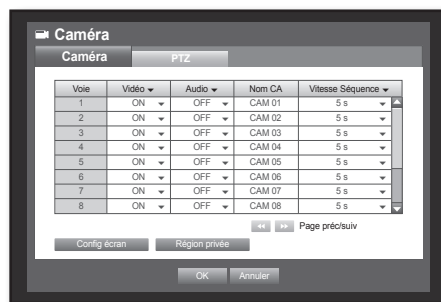 Caméra
Caméra PTZ
Voie Vidéo Audio Nom CA Vitesse Séquence
1 ON OFF CAM 01 5 s
2 ON OFF CAM 02 5 s
3 ON OFF CAM 03 5 s
4 ON OFF CAM 04 5 s
5 ON OFF CAM 05 5 s
6 ON OFF CAM 06 5 s
7 ON OFF CAM 07 5 s
8 ON OFF CAM 08 5 s
Page préc/suiv
Config écran Région privée
OK Annuler